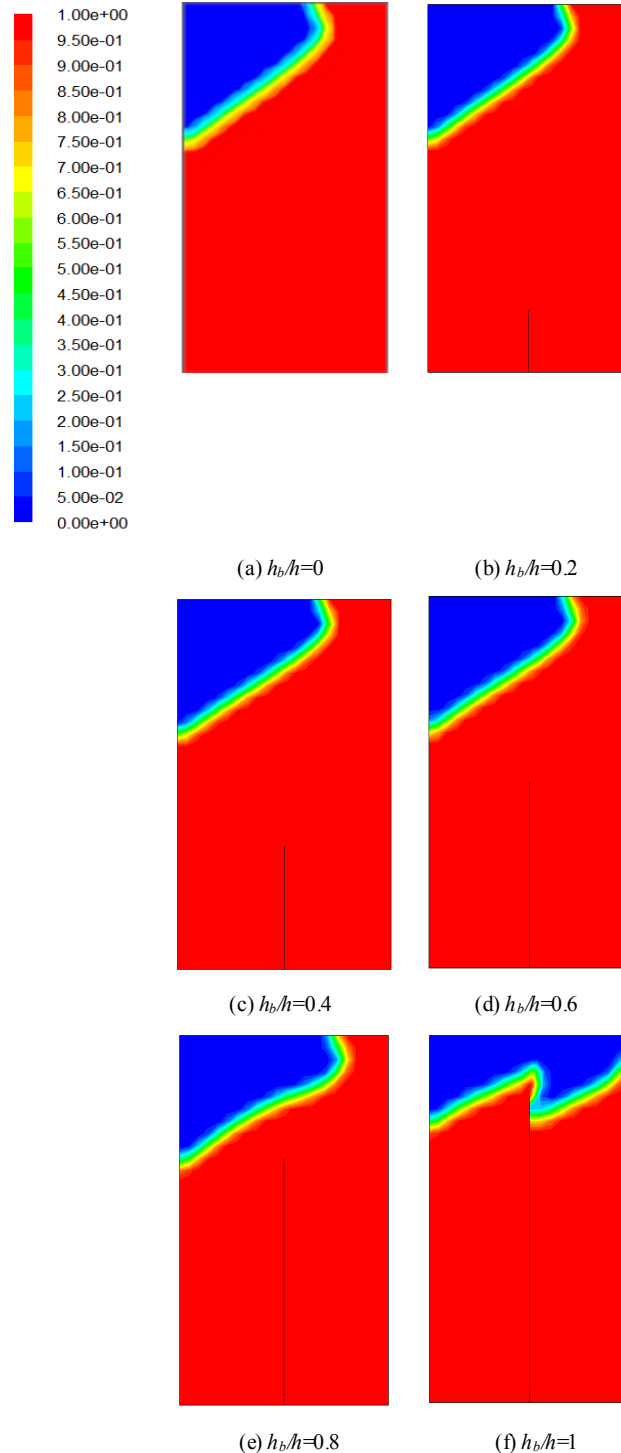 1.00e+00
9.50e-01
9.00e-01
8.50e-01
8.00e-01
7.50e-01
7.00e-01
6.50e-01
6.00e-01
5.50e-01
5.00e-01
4.50e-01
4.00e-01
3.50e-01
3.00e-01
2.50e-01
2.00e-01
1.50e-01
1.00e-01
5.00e-02
0.00e+00
(a) hb/h=0
(b) hb/h=0.2
(c) hb/h=0.4
(d) hb/h=0.6
(e) hb/h=0.8
(f) hb/h=1